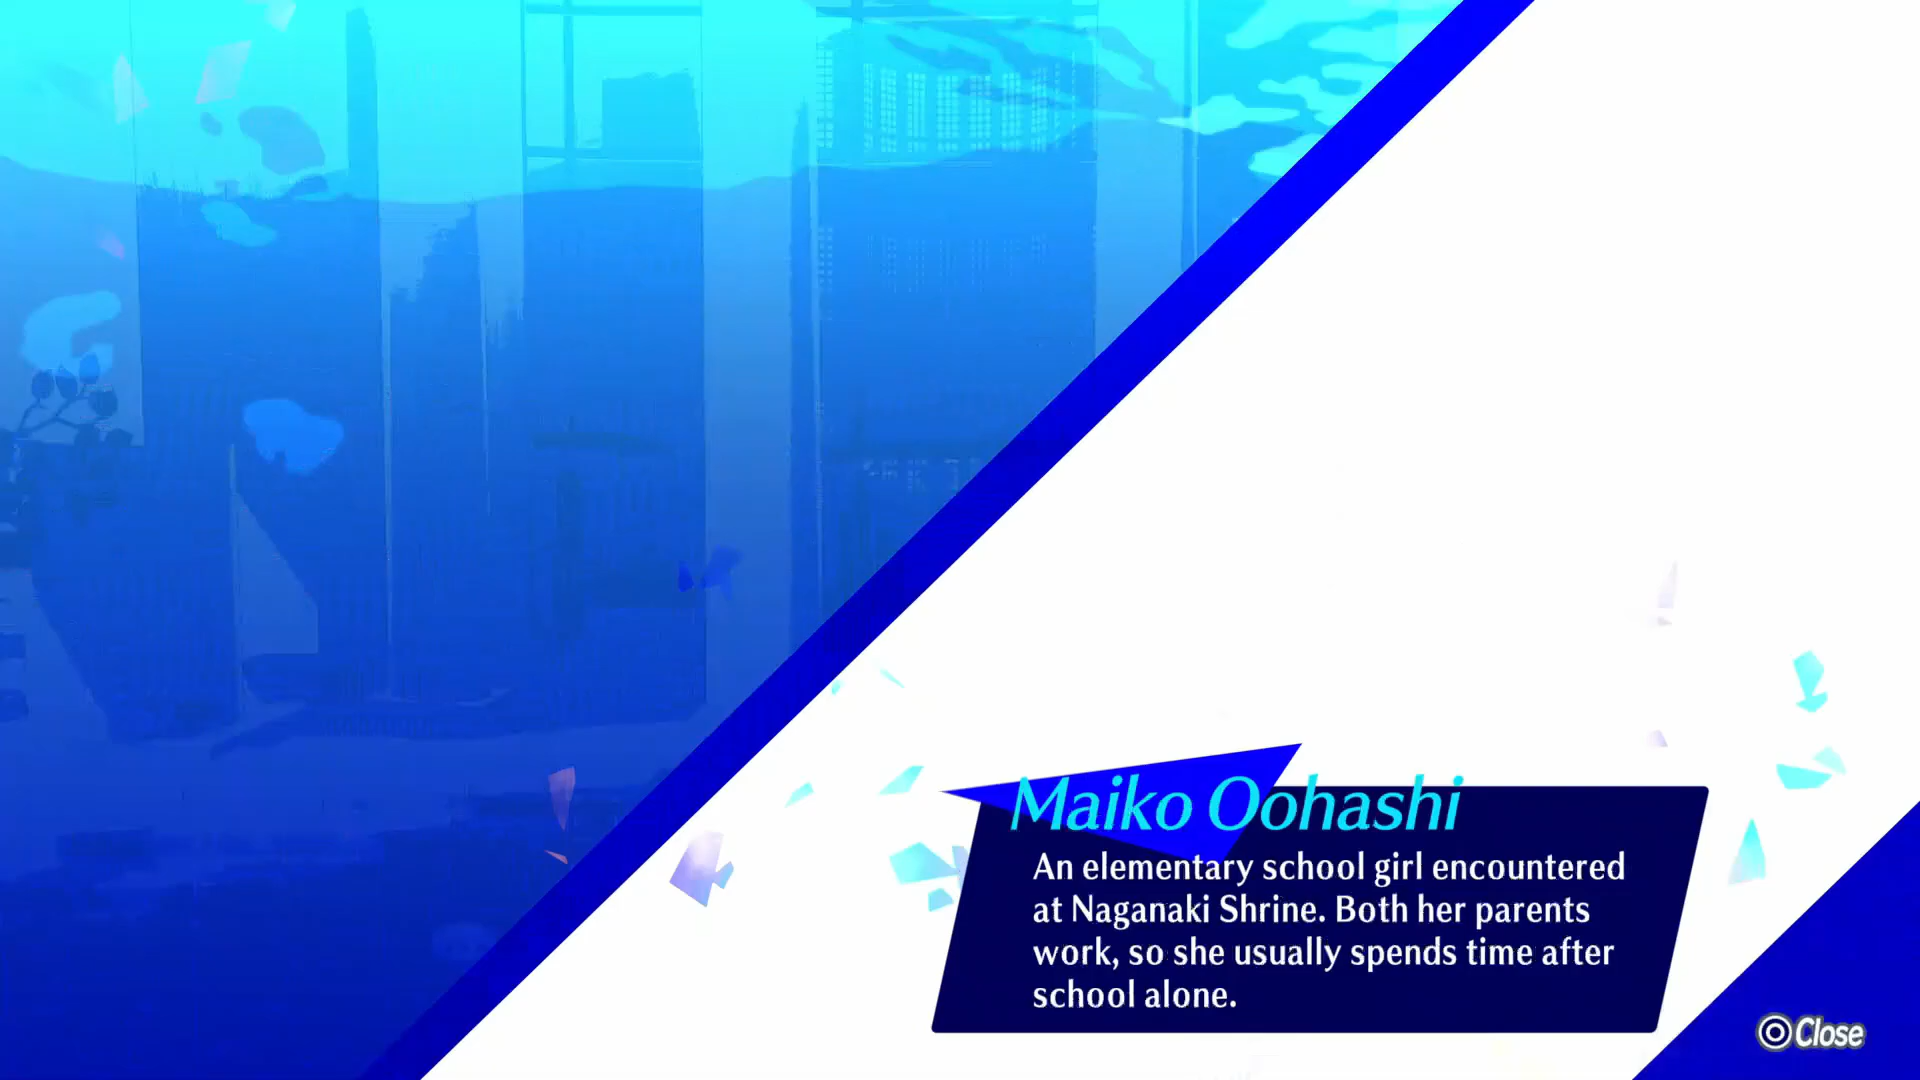 Maiko Oohashi
An elementary school girl encountered
at Naganaki Shrine. Both her parents
work, so she usually spends time after
school alone.
Close